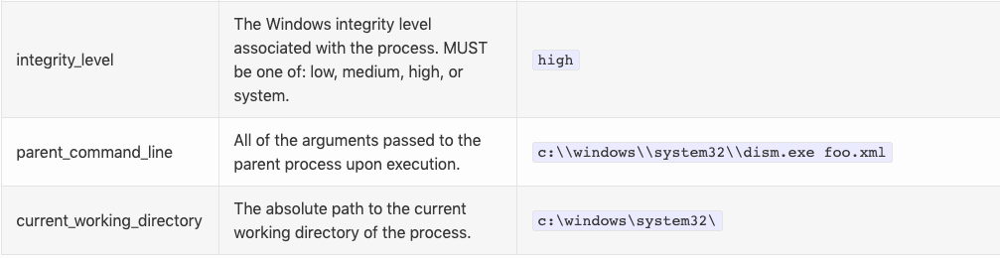 integrity_level
The Windows integrity level
associated with the process. MUST
be one of: low, medium, high, or
system.
high
parent_command_line
All of the arguments passed to the
parent process upon execution.
c:\\windows\\system32\\dism.exe foo.xml
current_working_directory
The absolute path to the current
working directory of the process.
c:\windows\system32\